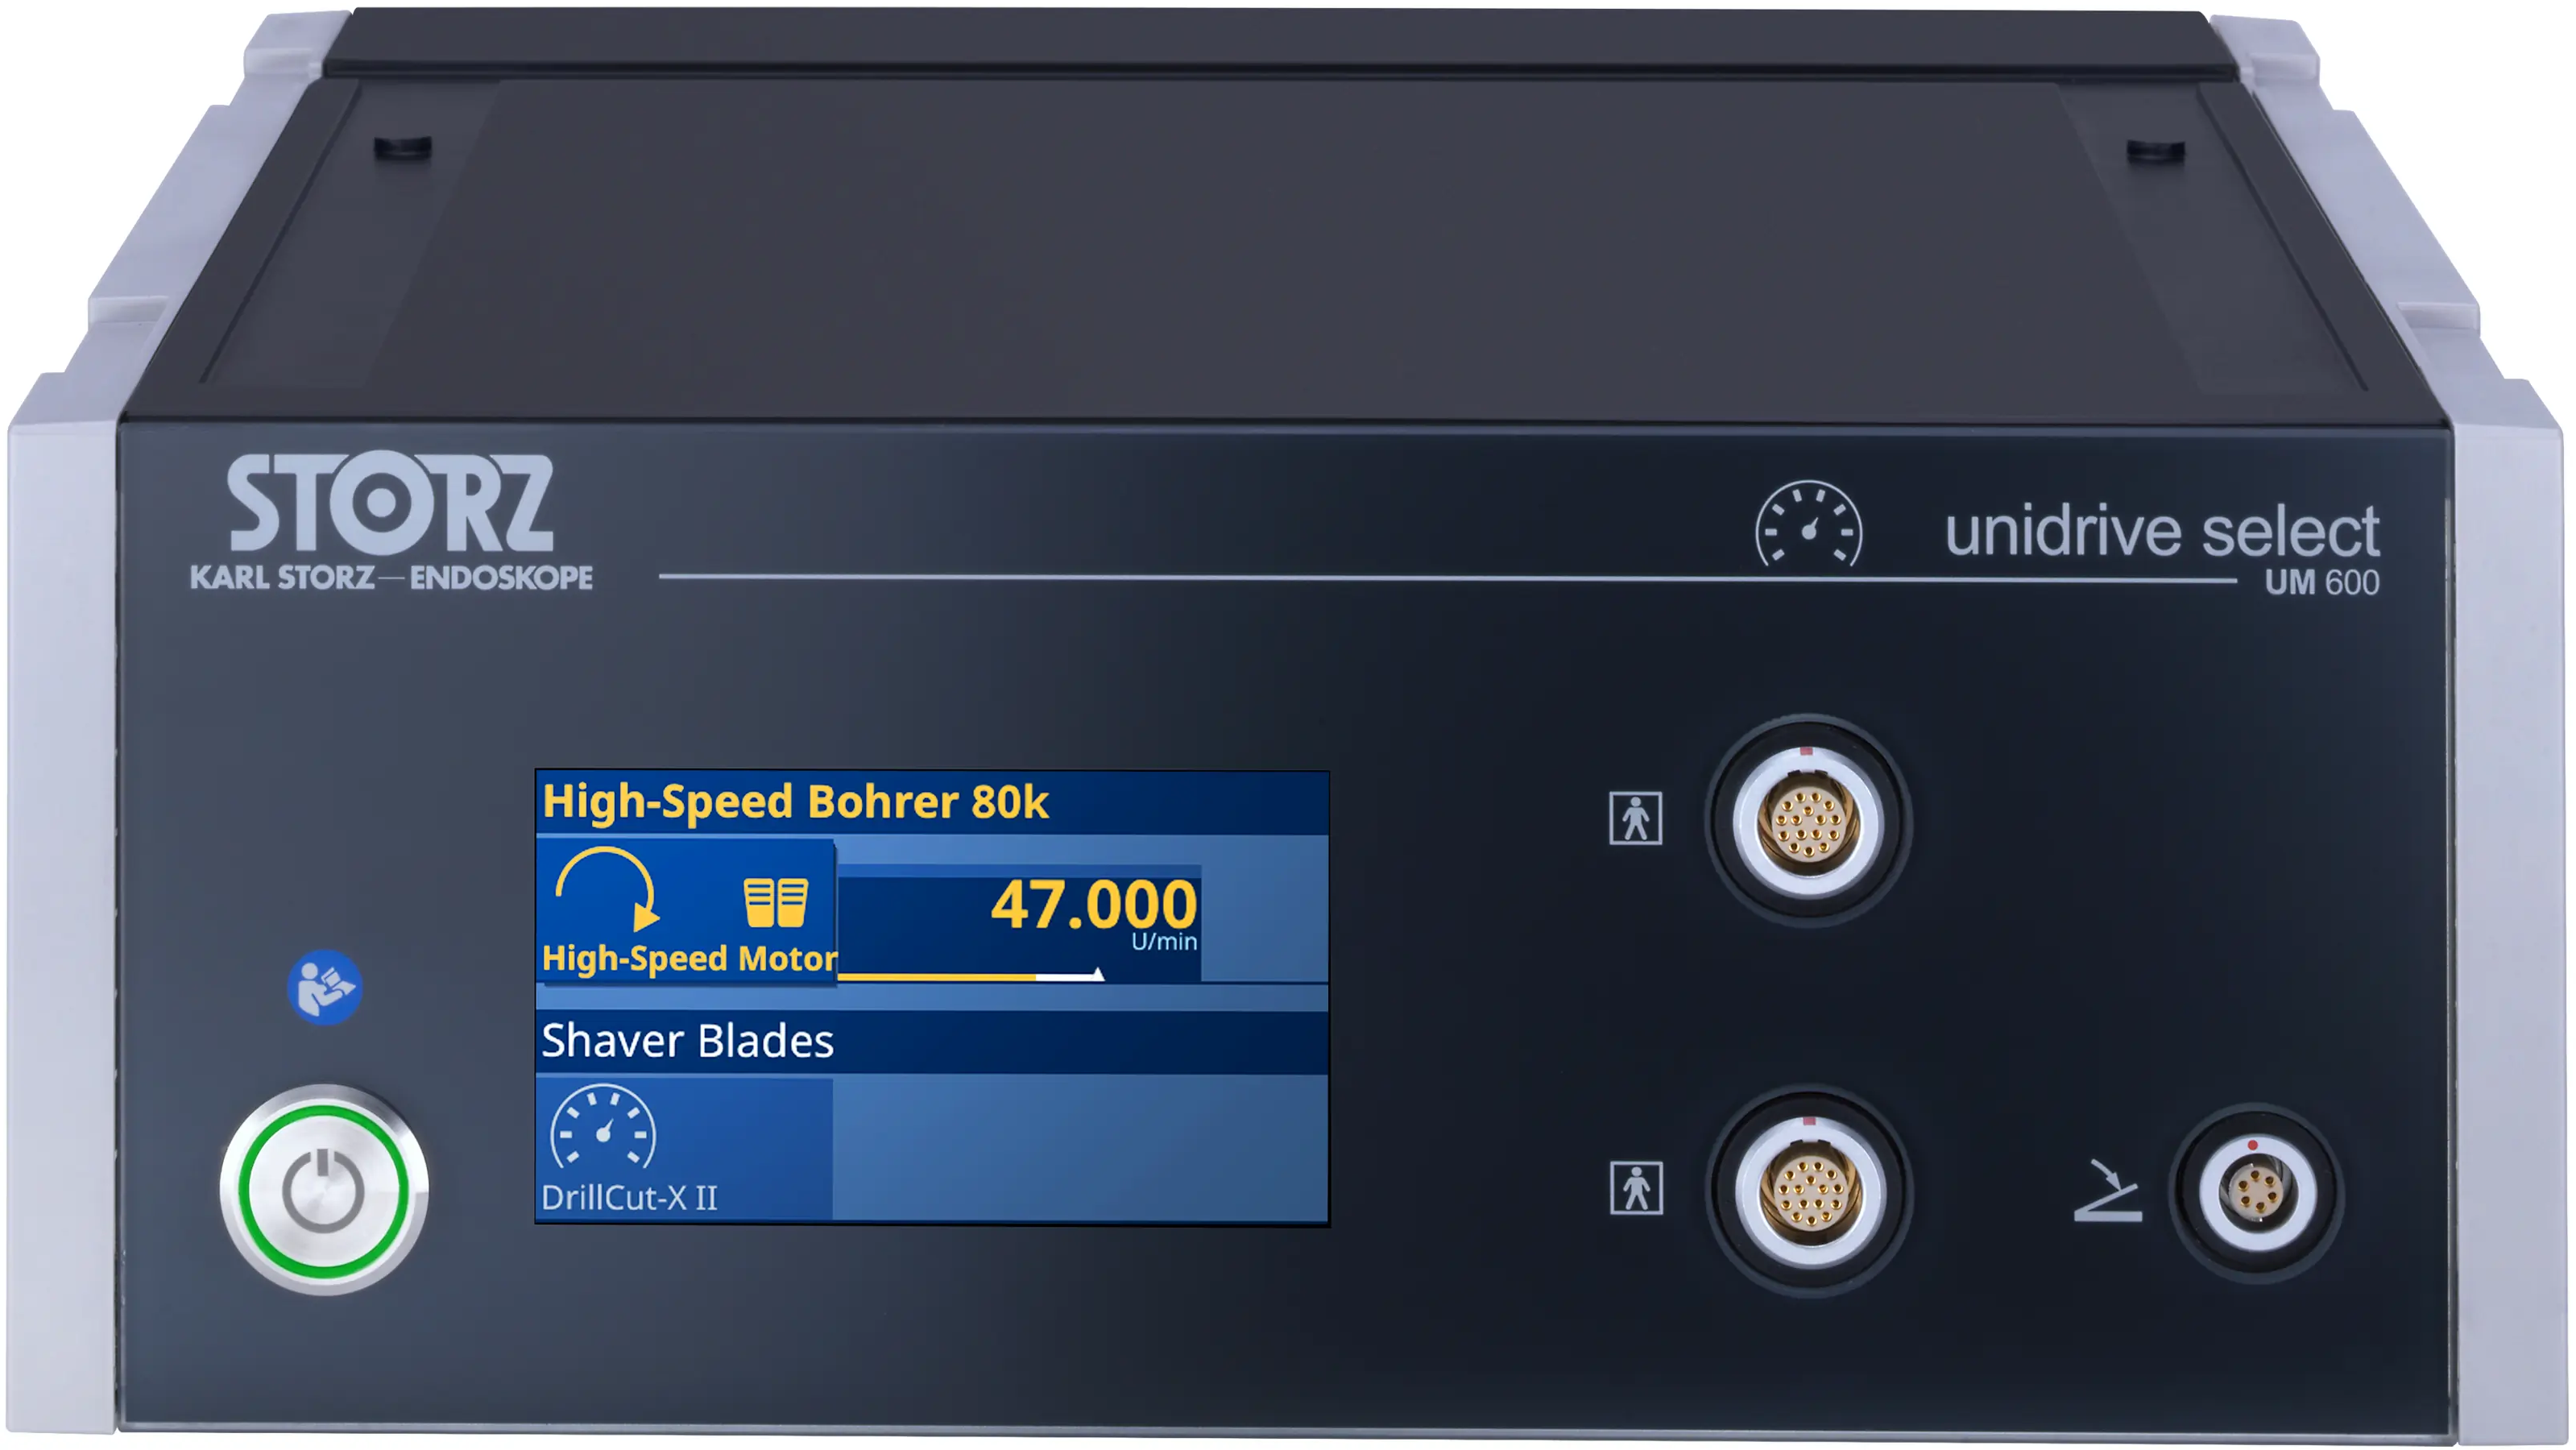 STORZ
KARL STORZ—ENDOSKOPE
unidrive select
UM 600
High-Speed Bohrer 80k
47.000
U/min
High-Speed Motor
Shaver Blades
DrillCut-X II